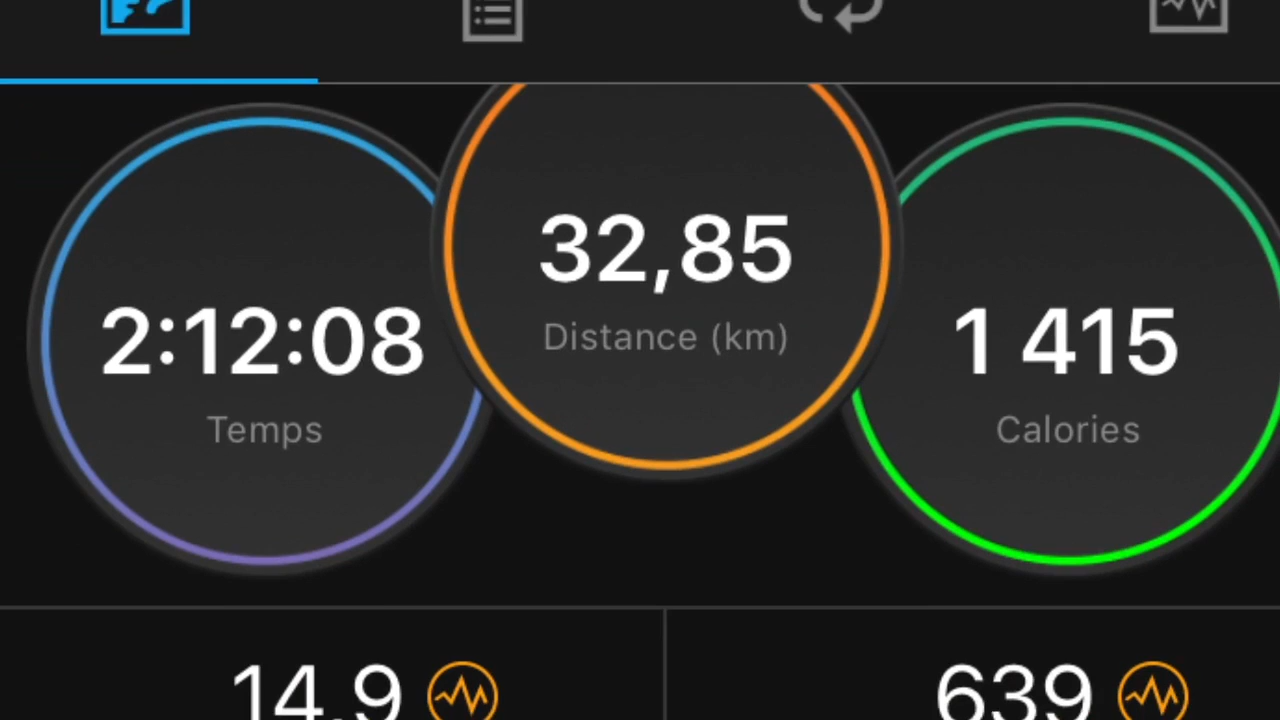 32,85
Distance (km)
2:12:08
Temps
1 415
Calories
14,9
639